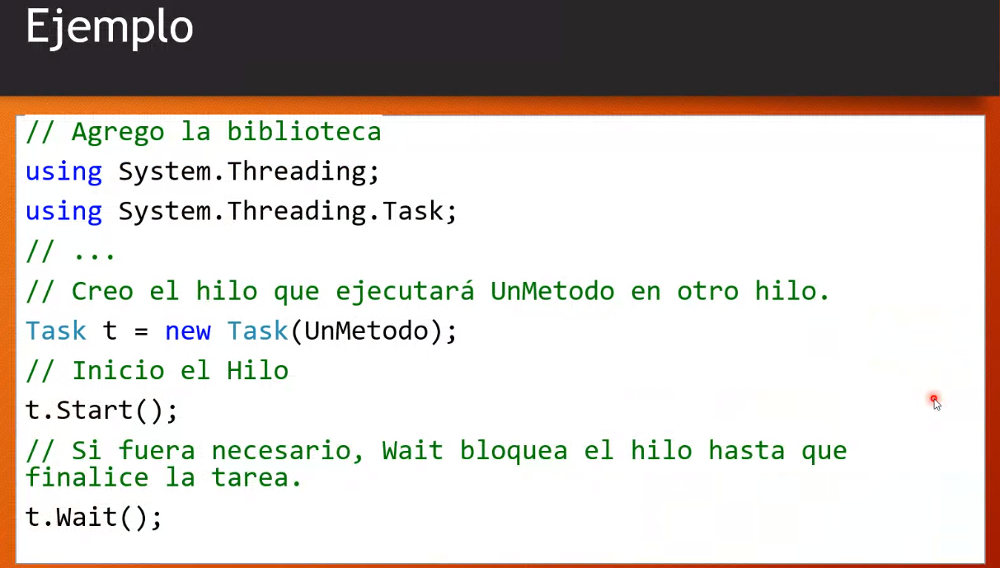 Ejemplo
// Agrego la biblioteca
using System.Threading;
using System.Threading.Task;
// ...
// Creo el hilo que ejecutará UnMetodo en otro hilo.
Task t = new Task(UnMetodo);
// Inicio el Hilo
t.Start();
// Si fuera necesario, Wait bloquea el hilo hasta que
finalice la tarea.
t.Wait();